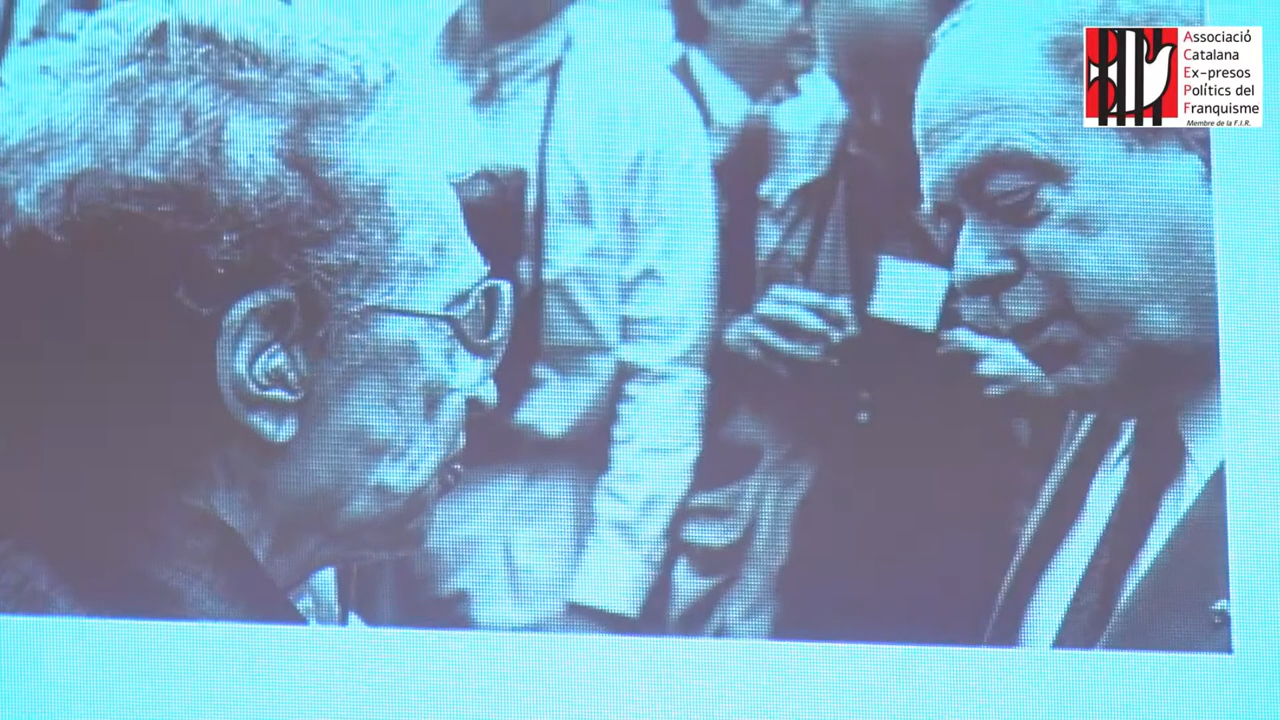 Associació
Catalana
Ex-presos
Polítics del
Franquisme
Membre de la F.I.R.